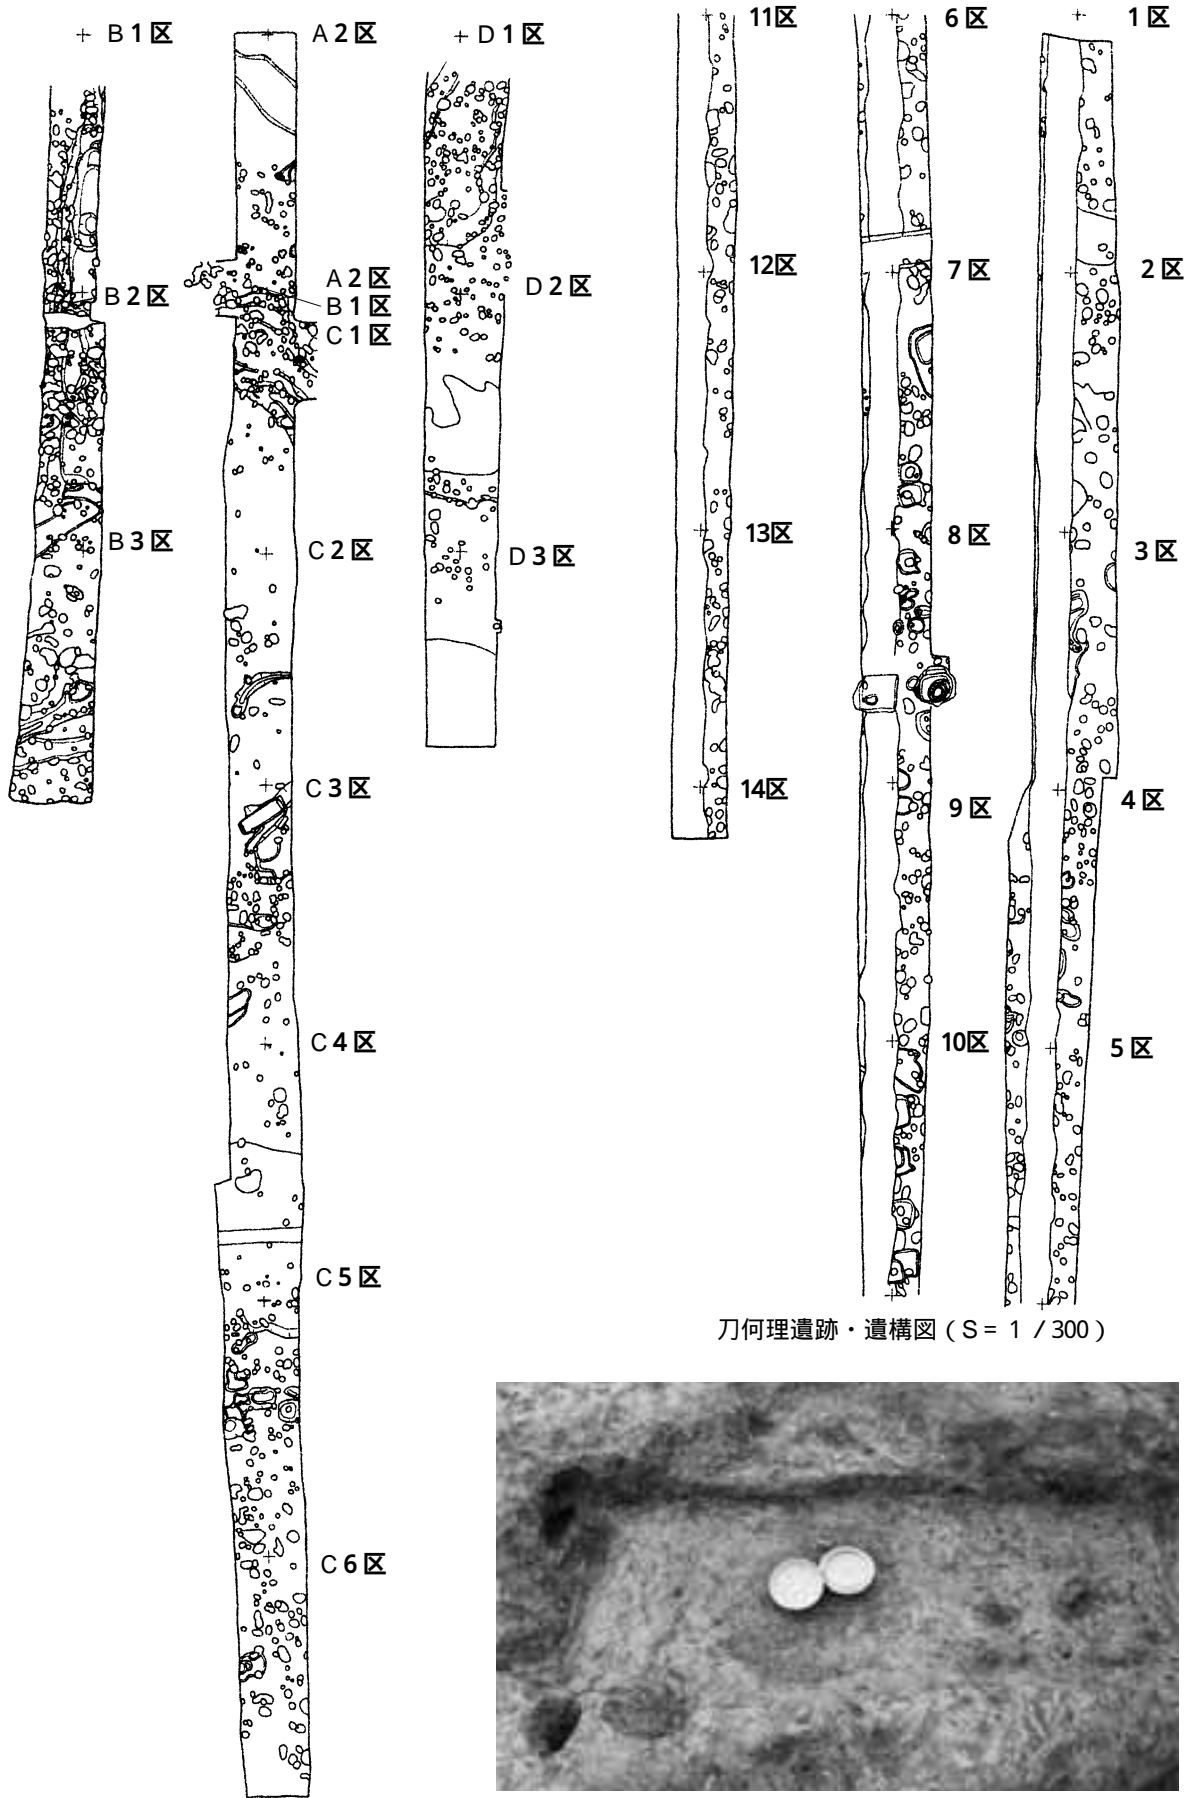 B1区
A2区
D1区
11区
6区
1区
B2区
A2区
B1区
C1区
D2区
12区
7区
2区
B3区
C2区
D3区
13区
8区
3区
C3区
14区
9区
4区
C4区
10区
5区
C5区
刀何理遺跡・遺構図(S=1/300)
C6区